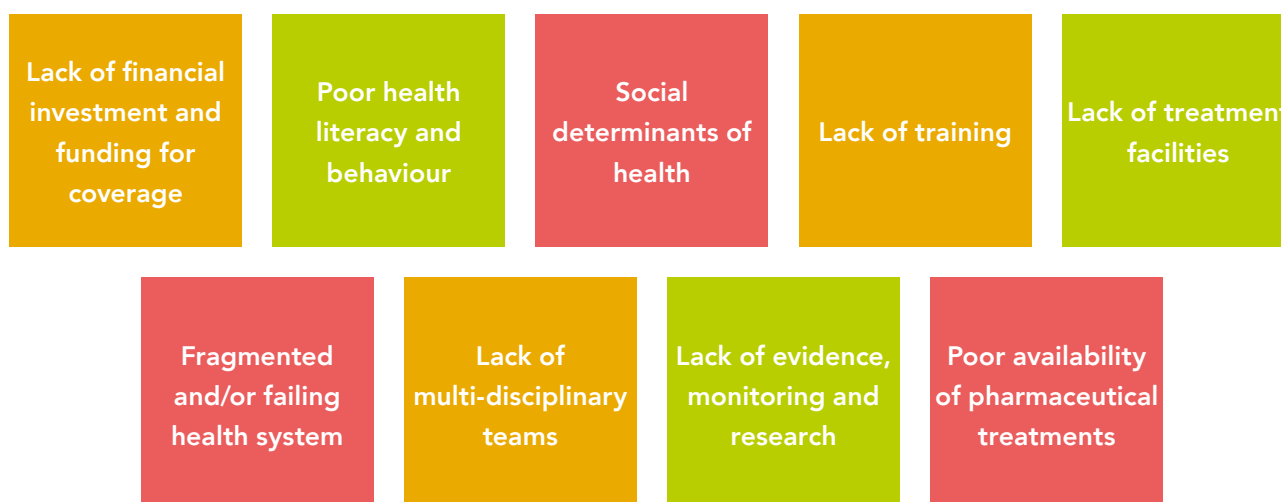 Lack of financial
investment and
funding for
coverage
Poor health
literacy and
behaviour
Social
determinants of
health
Lack of training
Lack of treatment
facilities
Fragmented
and/or failing
health system
Lack of
multi-disciplinary
teams
Lack of evidence,
monitoring and
research
Poor availability
of pharmaceutical
treatments